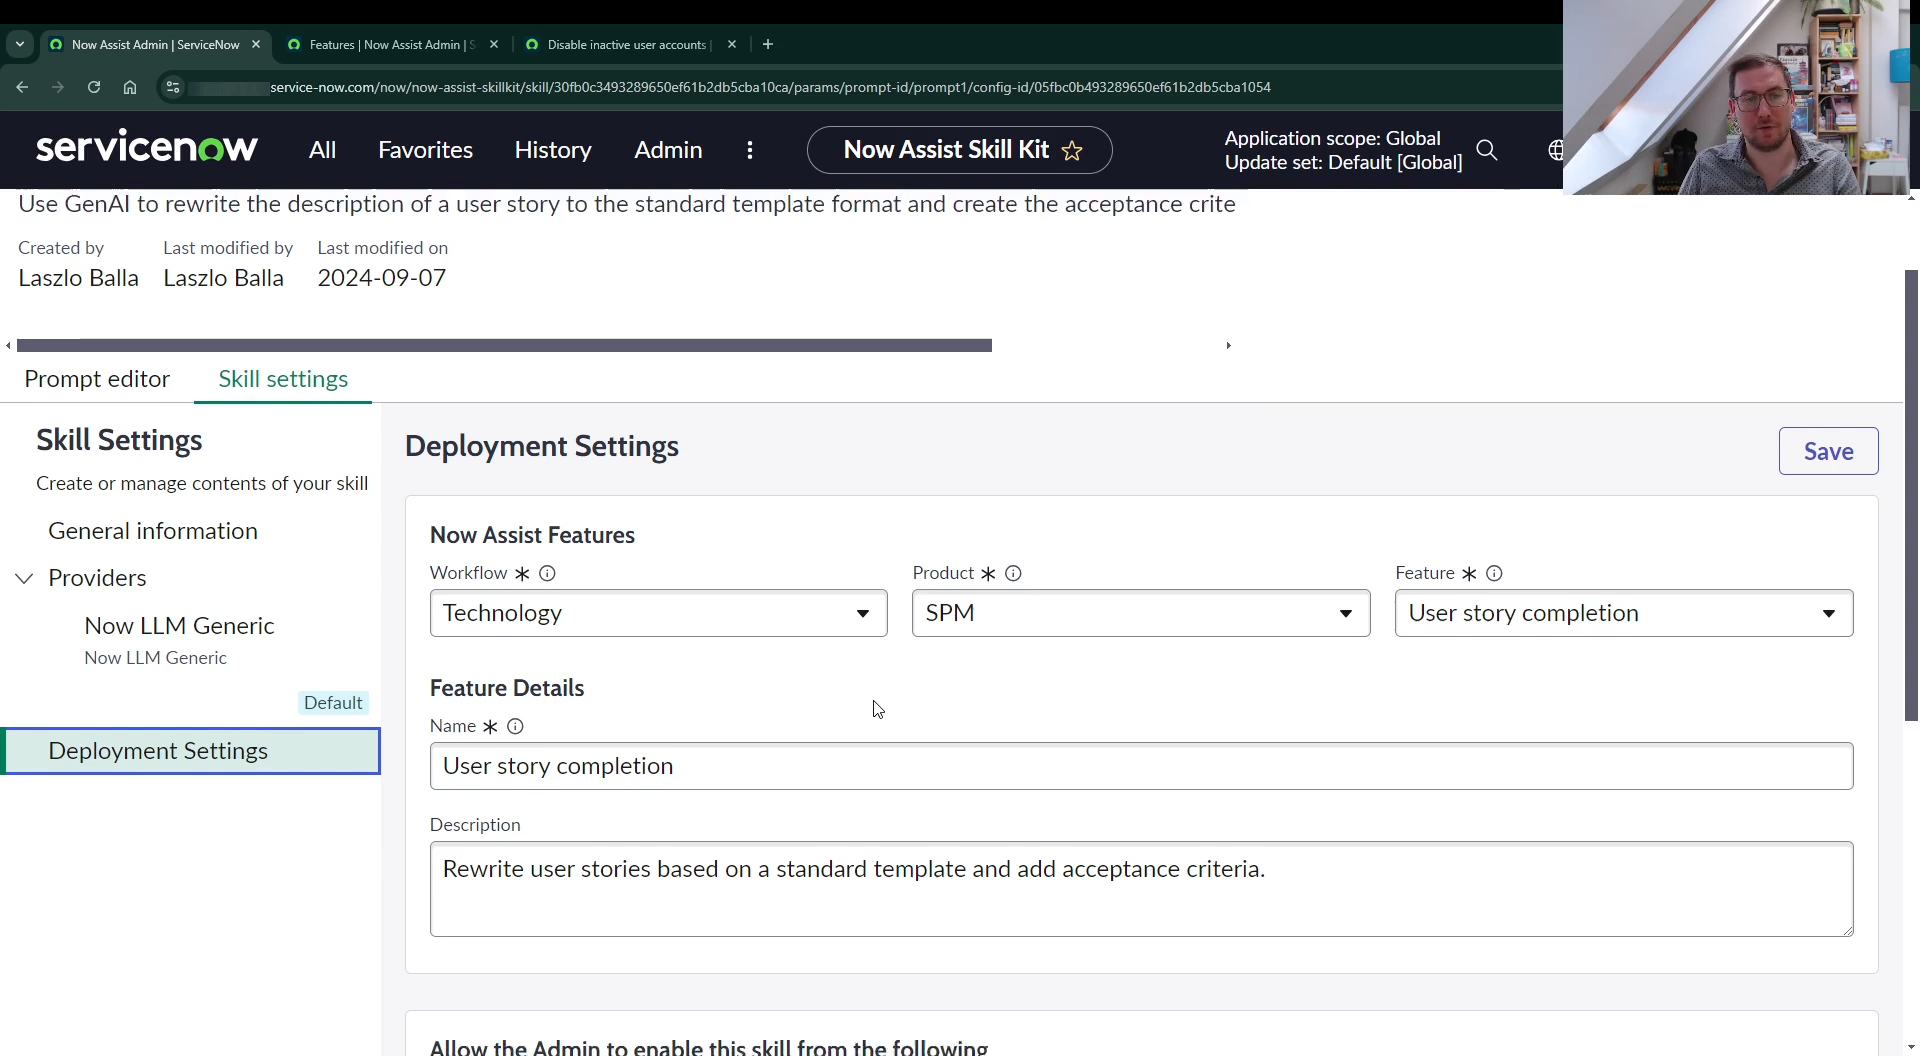 Now Assist Admin | ServiceNow
Features | Now Assist Admin | S
Disable inactive user accounts |
service-now.com/now/now-assist-skillkit/skill/30fb0c3493289650ef61b2db5cba10ca/params/prompt-id/prompt1/config-id/05fbc0b493289650ef61b2db5cba1054
servicenow
All
Favorites
History
Admin
Now Assist Skill Kit
Application scope: Global
Update set: Default [Global]
Use GenAI to rewrite the description of a user story to the standard template format and create the acceptance crite
Created by
Last modified by
Last modified on
Laszlo Balla
Laszlo Balla
2024-09-07
Prompt editor
Skill settings
Skill Settings
Create or manage contents of your skill
General information
Providers
Now LLM Generic
Now LLM Generic
Default
Deployment Settings
Deployment Settings
Save
Now Assist Features
Workflow *
Product *
Feature *
Technology
SPM
User story completion
Feature Details
Name *
User story completion
Description
Rewrite user stories based on a standard template and add acceptance criteria.
Allow the Admin to enable this skill from the following